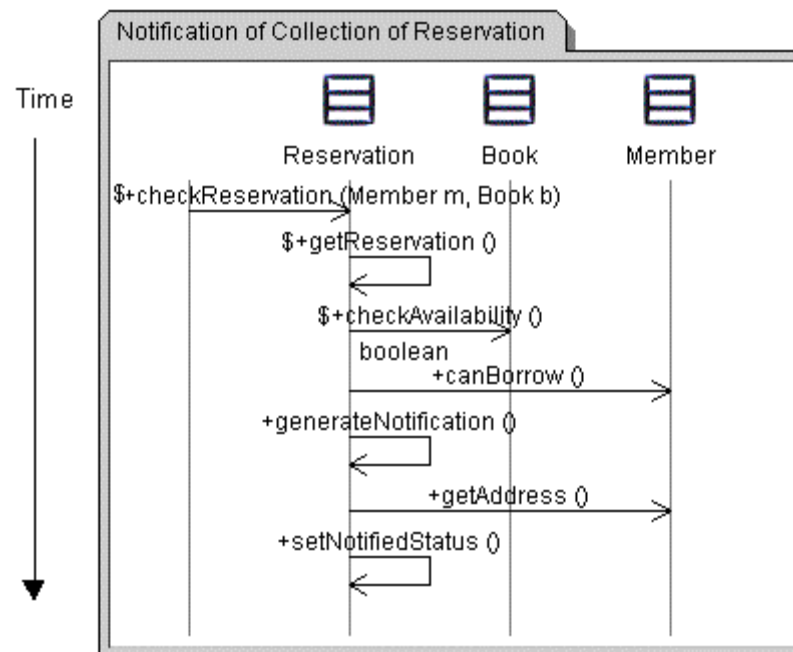 Notification of Collection of Reservation
Time
Reservation Book Member
$+checkReservation (Member m, Book b)
$+getReservation ()
$+checkAvailability ()
boolean
+canBorrow ()
+generateNotification ()
+getAddress ()
+setNotifiedStatus ()